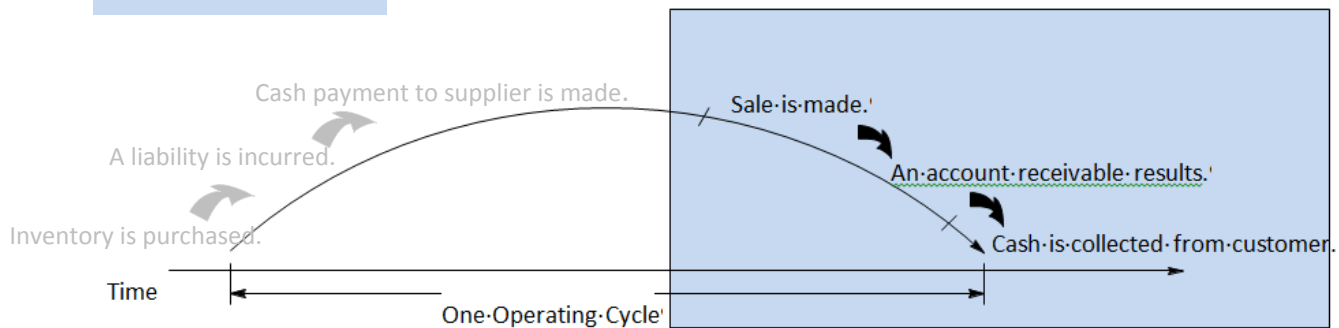 Cash payment to supplier is made.
Sale·is·made.
A liability is incurred.
An·account·receivable·results.
Inventory is purchased.
Cash·is·collected·from·customer.
Time
One·Operating·Cycle